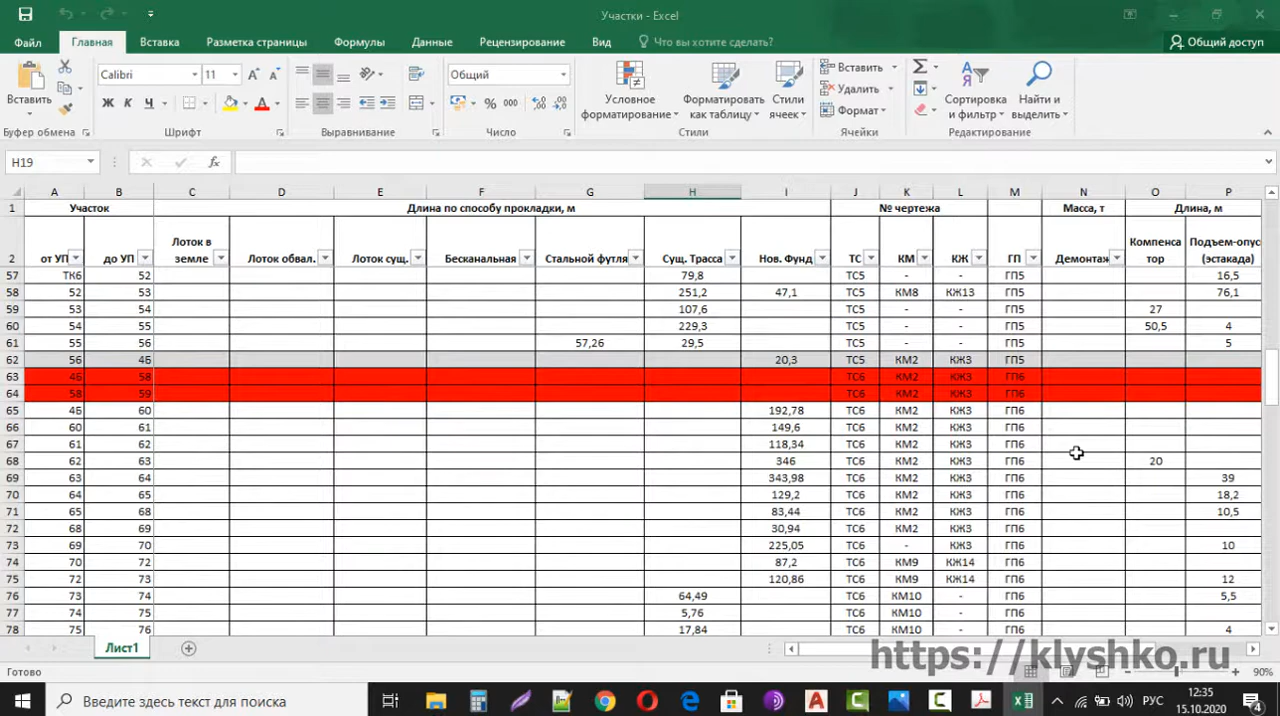 Участки - Excel
Файл Главная Вставка Разметка страницы Формулы Данные Рецензирование Вид Что вы хотите сделать? Общий доступ
Вставить Calibri 11 Общий Условное форматирование Форматировать как таблицу Стили ячеек Вставить Удалить Формат Сортировка и фильтр Найти и выделить
Ж К Ч % 000
Буфер обмена Шрифт Выравнивание Число Стили Ячейки Редактирование
H19 fx
A B C D E F G H I J K L M N O P
1 Участок Длина по способу прокладки, м № чертежа Масса, т Длина, м
2 от УП до УП Лоток в земле Лоток обвал. Лоток сущ. Бесканальная Стальной футля Сущ. Трасса Нов. Фунд ТС КМ КЖ ГП Демонтаж Компенса тор Подъем-опус (эстакада)
57 ТК6 52 79,8 ТС5 - - ГП5 16,5
58 52 53 251,2 47,1 ТС5 КМ8 КЖ13 ГП5 76,1
59 53 54 107,6 ТС5 - - ГП5 27
60 54 55 229,3 ТС5 - - ГП5 50,5 4
61 55 56 57,26 29,5 ТС5 - - ГП5 5
62 56 46 20,3 ТС5 КМ2 КЖ3 ГП5
63 46 58 ТС6 КМ2 КЖ3 ГП6
64 58 59 ТС6 КМ2 КЖ3 ГП6
65 46 60 192,78 ТС6 КМ2 КЖ3 ГП6
66 60 61 149,6 ТС6 КМ2 КЖ3 ГП6
67 61 62 118,34 ТС6 КМ2 КЖ3 ГП6
68 62 63 346 ТС6 КМ2 КЖ3 ГП6 20
69 63 64 343,98 ТС6 КМ2 КЖ3 ГП6 39
70 64 65 129,2 ТС6 КМ2 КЖ3 ГП6 18,2
71 65 68 83,44 ТС6 КМ2 КЖ3 ГП6 10,5
72 68 69 30,94 ТС6 КМ2 КЖ3 ГП6
73 69 70 225,05 ТС6 - КЖ3 ГП6 10
74 70 72 87,2 ТС6 КМ9 КЖ14 ГП6
75 72 73 120,86 ТС6 КМ9 КЖ14 ГП6 12
76 73 74 64,49 ТС6 КМ10 - ГП6 5,5
77 74 75 5,76 ТС6 КМ10 - ГП6
78 75 76 17,84 ТС6 КМ10 - ГП6 4
Лист1
https://klyshko.ru
Готово 90%
Введите здесь текст для поиска РУС 12:35
15.10.2020 4